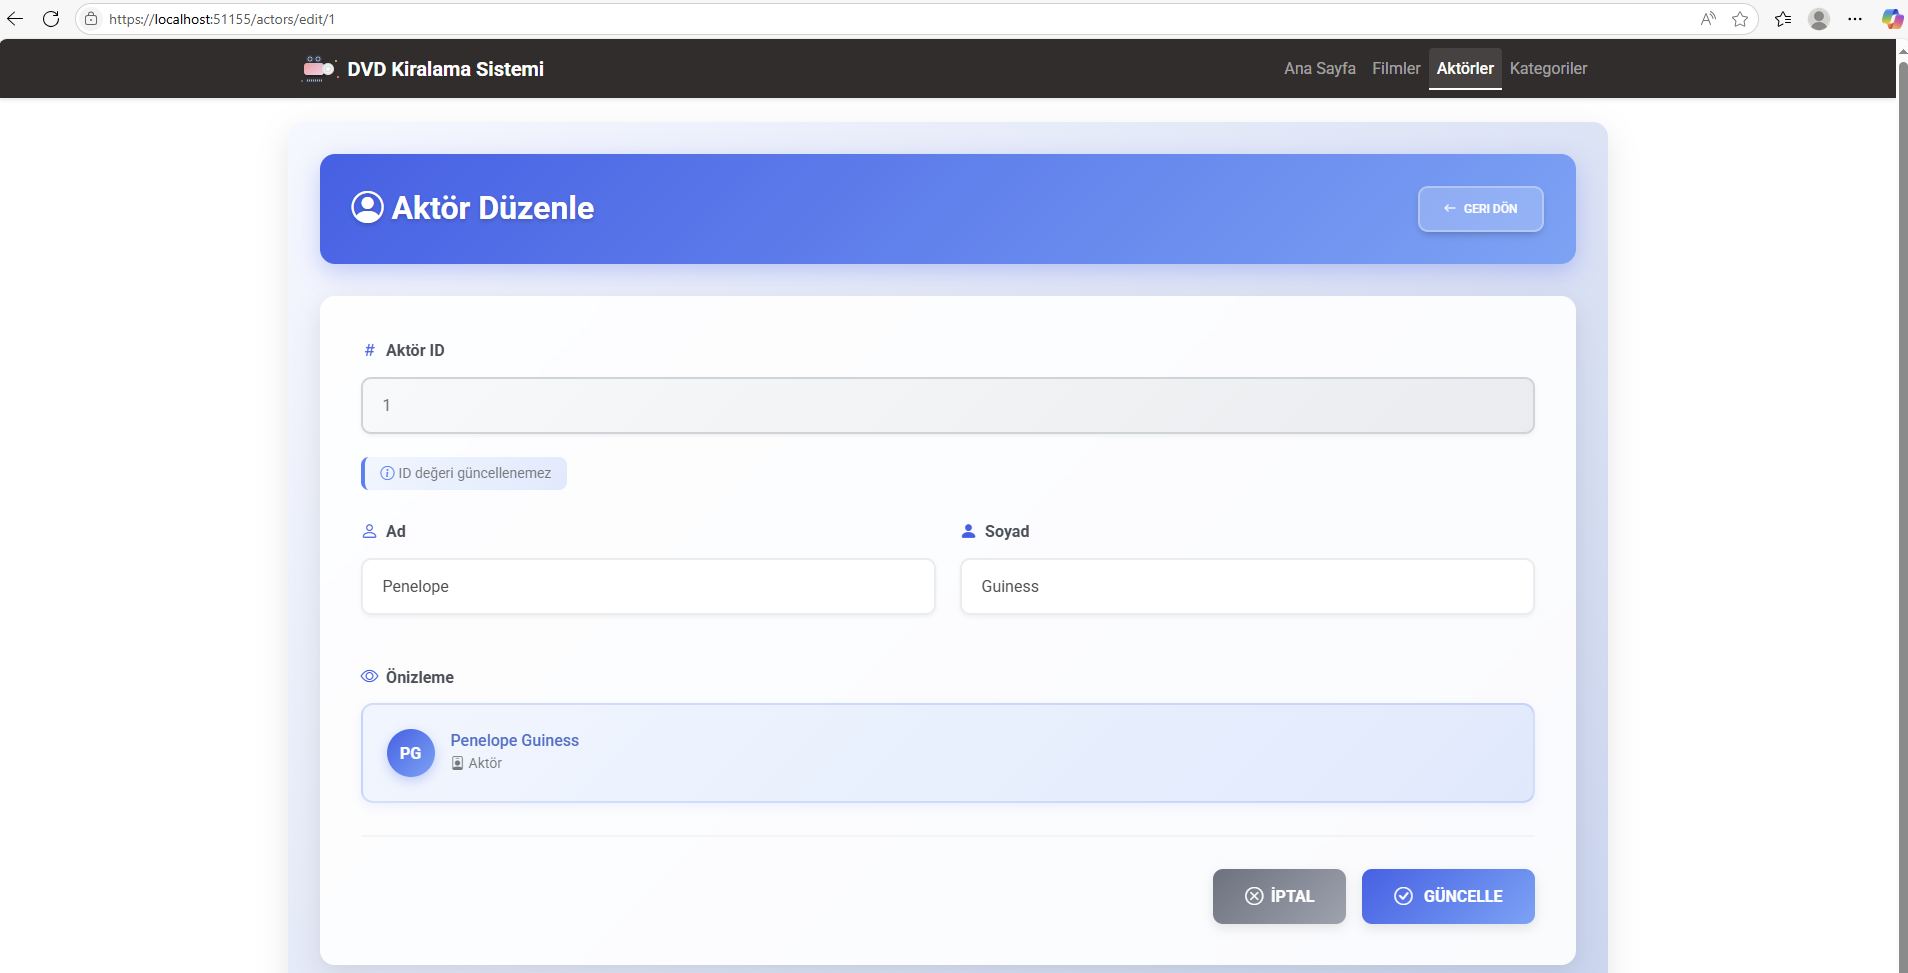 https://localhost:51155/actors/edit/1
DVD Kiralama Sistemi
Ana Sayfa Filmler Aktörler Kategoriler
Aktör Düzenle
← GERI DÖN
# Aktör ID
1
ID değeri güncellenemez
Ad
Soyad
Penelope
Guiness
Önizleme
PG
Penelope Guiness
Aktör
İPTAL
GÜNCELLE